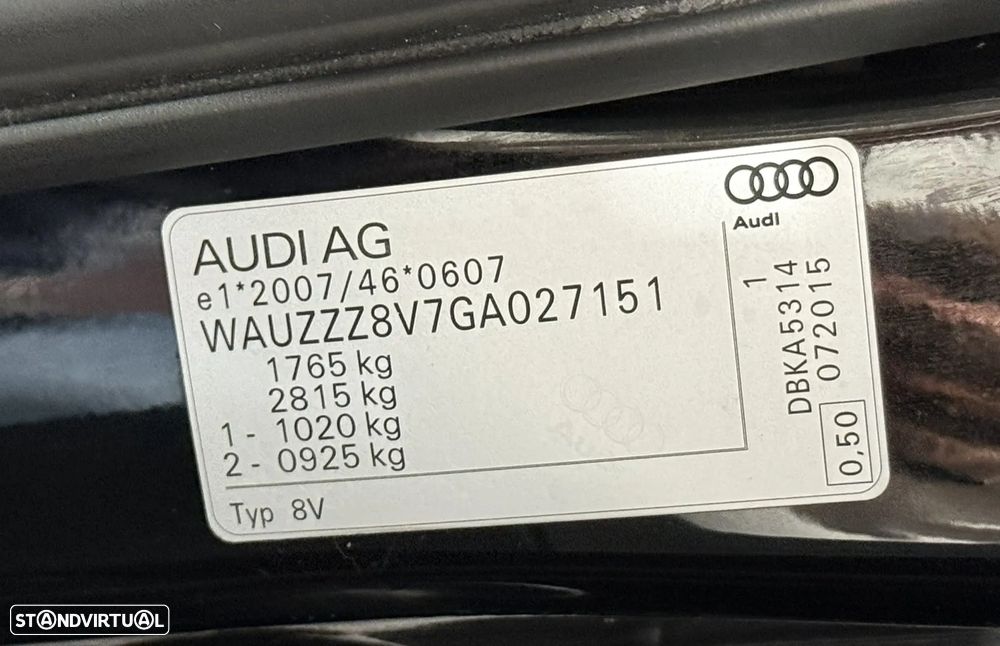 Audi
AUDI AG
e1*2007/46*0607
WAUZZZ8V7GA027151
1765 kg
2815 kg
1 - 1020 kg
2 - 0925 kg
Typ 8V
1
DBKA5314
072015
0,50
STANDVIRTUAL